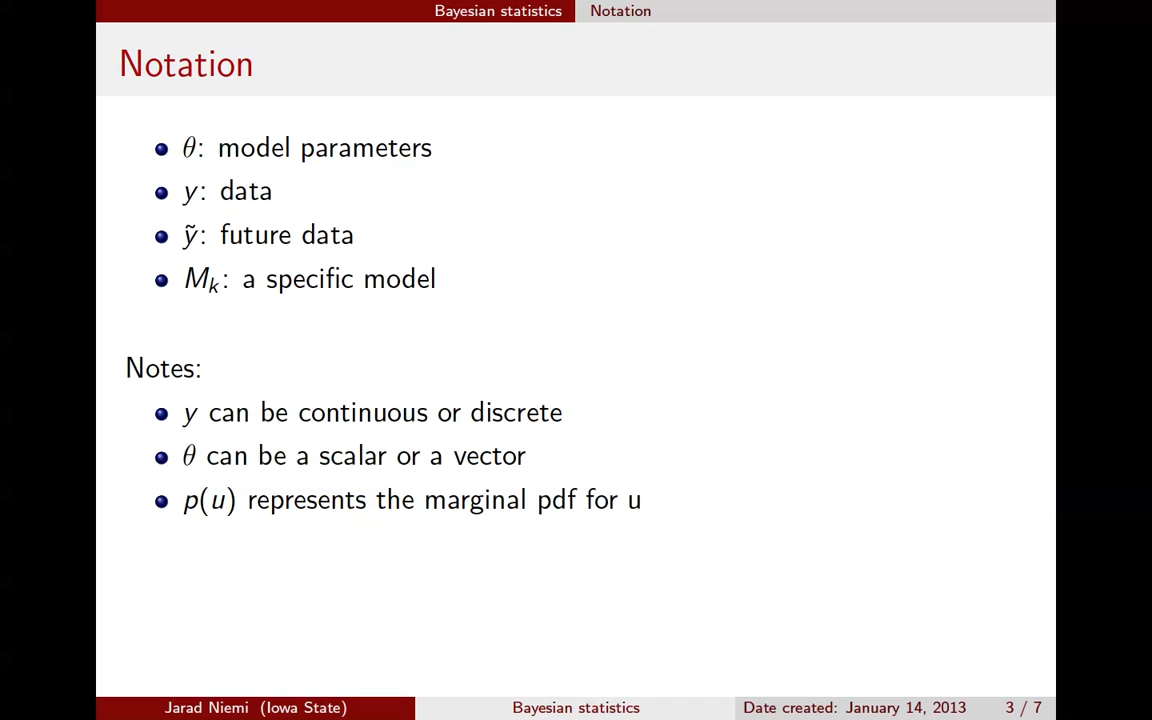 Bayesian statistics Notation
Notation
θ: model parameters
y: data
ỹ: future data
Mₖ: a specific model
Notes:
y can be continuous or discrete
θ can be a scalar or a vector
p(u) represents the marginal pdf for u
Jarad Niemi (Iowa State) Bayesian statistics Date created: January 14, 2013 3 / 7